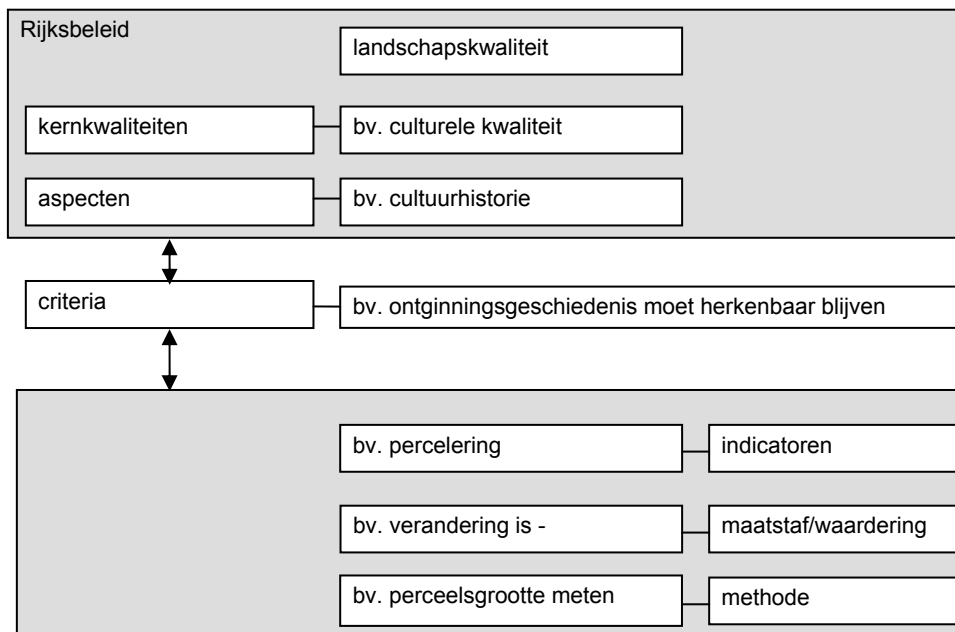 Rijksbeleid
landschapskwaliteit
kernkwaliteiten
bv. culturele kwaliteit
aspecten
bv. cultuurhistorie
criteria
bv. ontginningsgeschiedenis moet herkenbaar blijven
bv. percelering
indicatoren
bv. verandering is -
maatstaf/waardering
bv. perceelsgrootte meten
methode